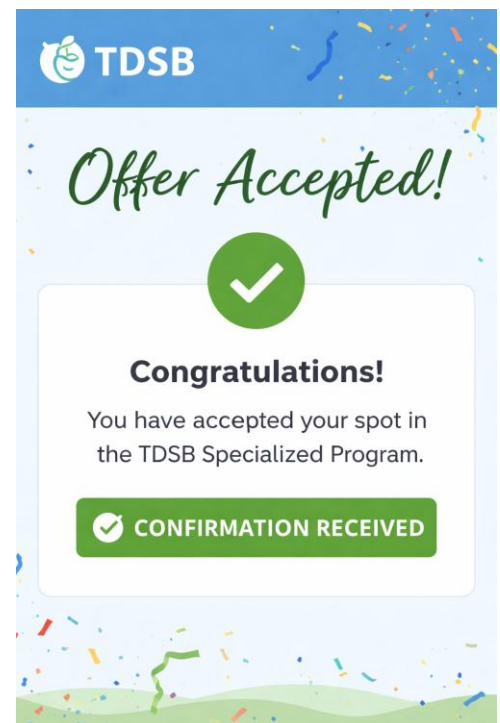 TDSB
Offer Accepted!
Congratulations!
You have accepted your spot in
the TDSB Specialized Program.
CONFIRMATION RECEIVED